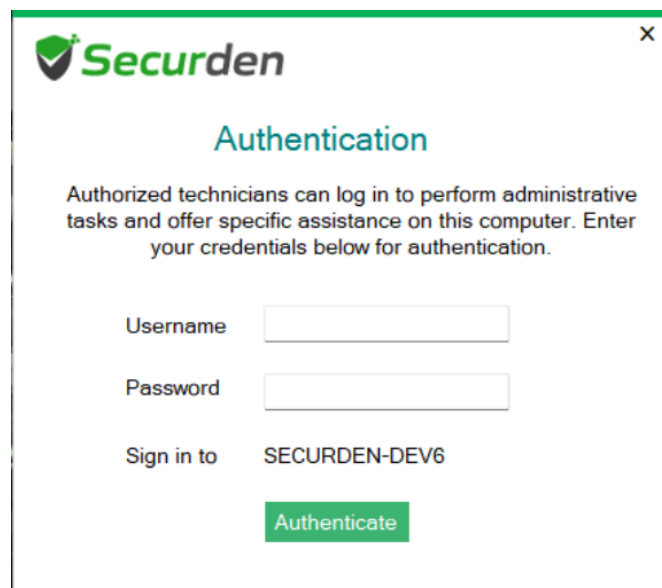 Securden
Authentication
Authorized technicians can log in to perform administrative
tasks and offer specific assistance on this computer. Enter
your credentials below for authentication.
Username
Password
Sign in to SECURDEN-DEV6
Authenticate